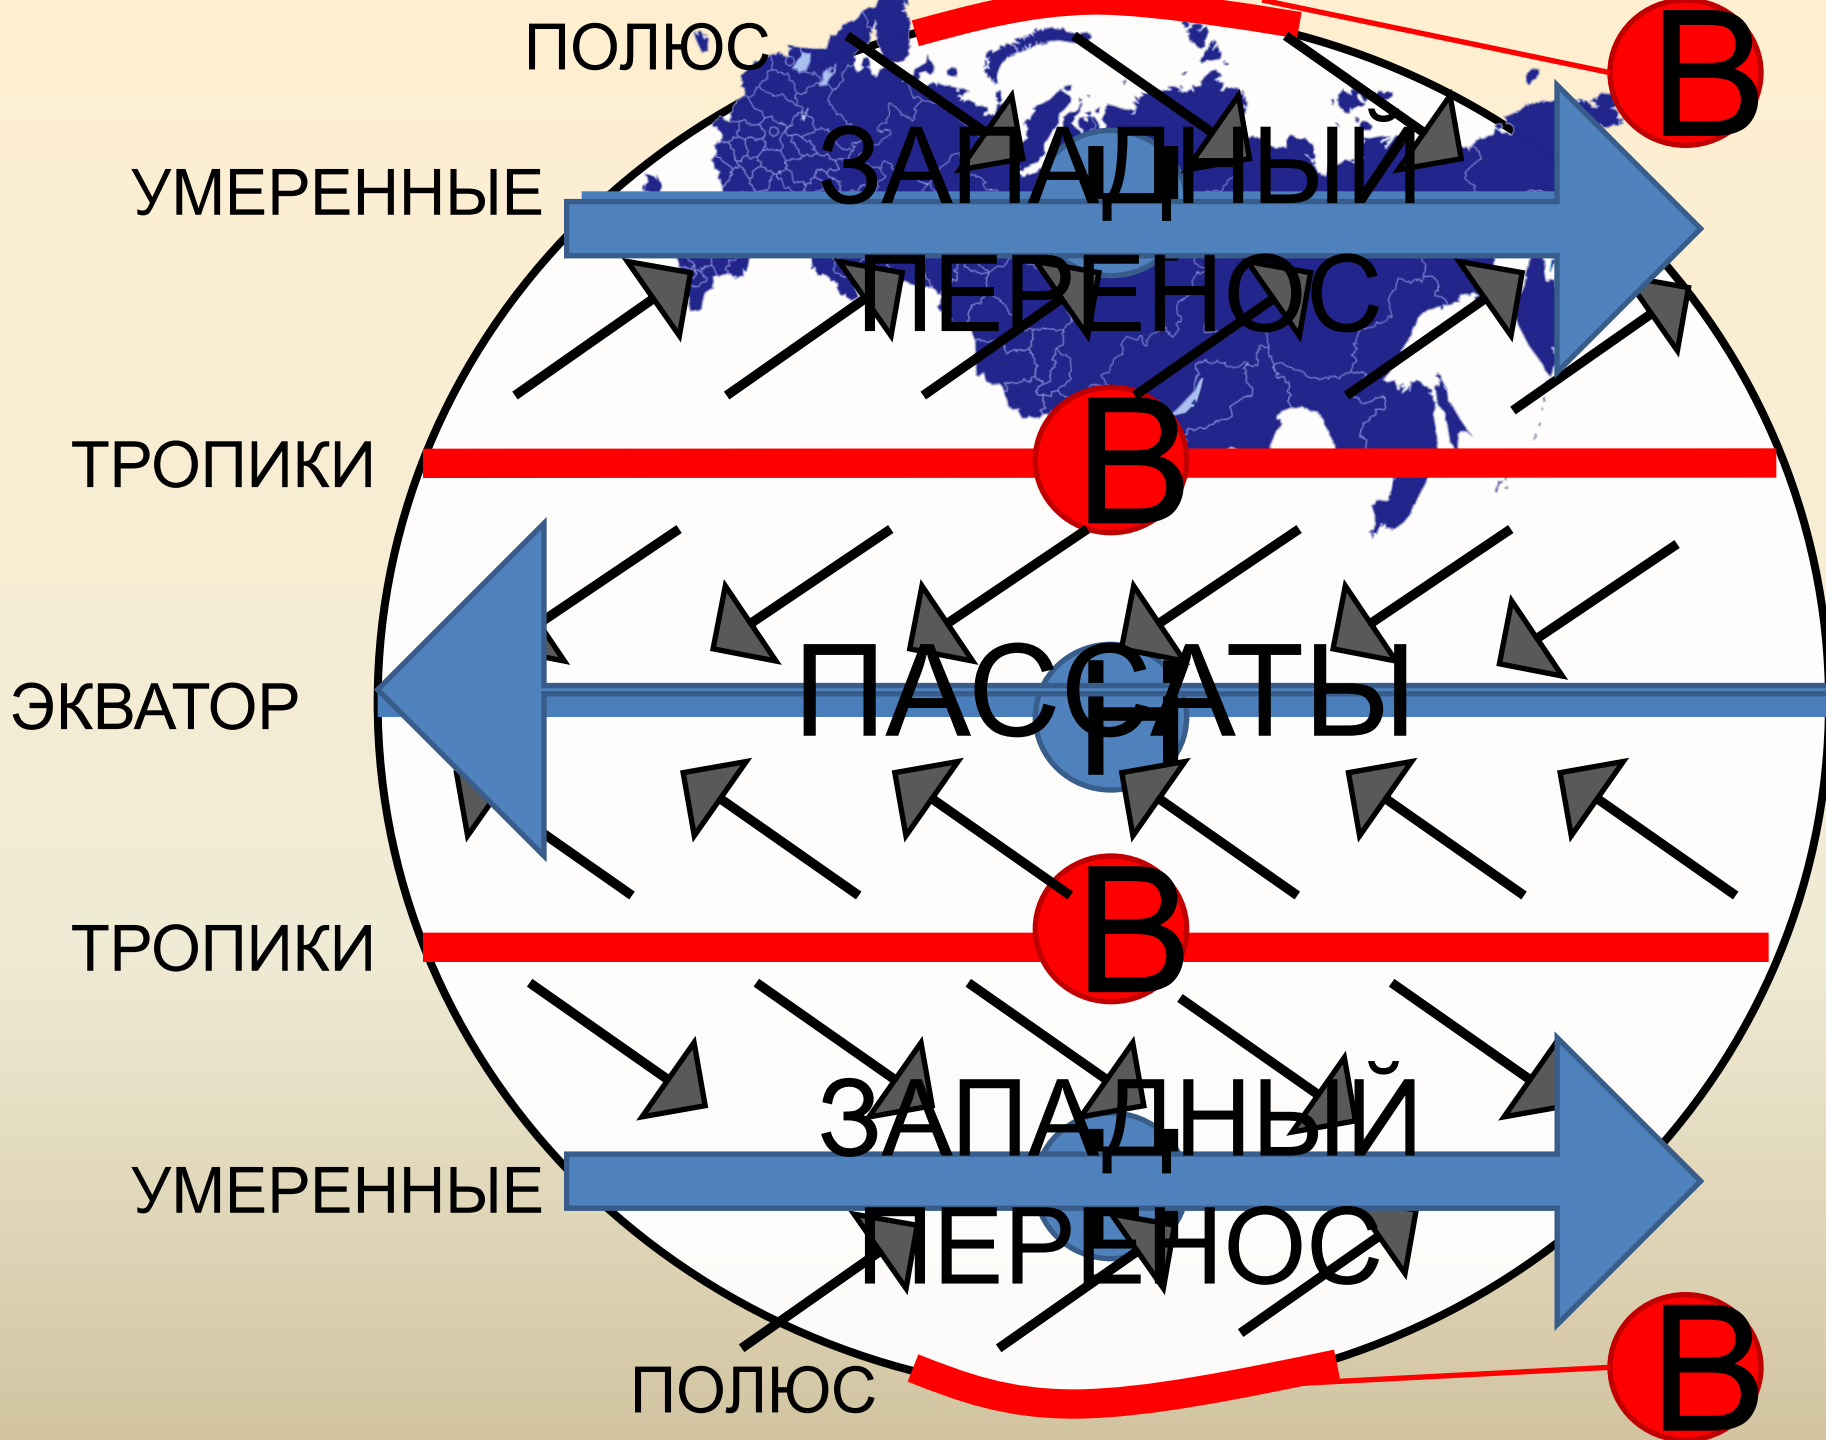 ПОЛЮС
В
УМЕРЕННЫЕ
ЗАПАДНЫЙ
Н
ПЕРЕНОС
ТРОПИКИ
В
ЭКВАТОР
ПАССАТЫ
Н
ТРОПИКИ
В
УМЕРЕННЫЕ
ЗАПАДНЫЙ
Н
ПЕРЕНОС
ПОЛЮС
В